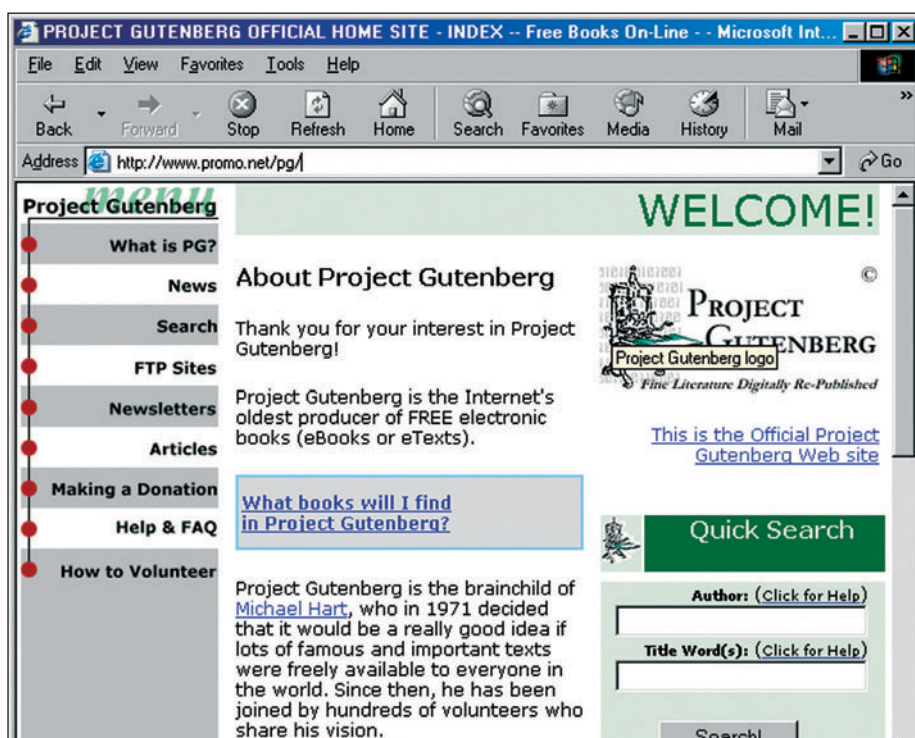 PROJECT GUTENBERG OFFICIAL HOME SITE - INDEX -- Free Books On-Line - - Microsoft Int...
File Edit View Favorites Tools Help
Back Forward Stop Refresh Home Search Favorites Media History Mail »
Address http://www.promo.net/pg/ Go
menu
Project Gutenberg
What is PG?
News
Search
FTP Sites
Newsletters
Articles
Making a Donation
Help & FAQ
How to Volunteer
WELCOME!
About Project Gutenberg
Thank you for your interest in Project
Gutenberg!
Project Gutenberg is the Internet's
oldest producer of FREE electronic
books (eBooks or eTexts).
What books will I find
in Project Gutenberg?
Project Gutenberg is the brainchild of
Michael Hart, who in 1971 decided
that it would be a really good idea if
lots of famous and important texts
were freely available to everyone in
the world. Since then, he has been
joined by hundreds of volunteers who
share his vision.
©
PROJECT
GUTENBERG
Project Gutenberg logo
Fine Literature Digitally Re-Published
This is the Official Project
Gutenberg Web site
Quick Search
Author: (Click for Help)
Title Word(s): (Click for Help)
Search!